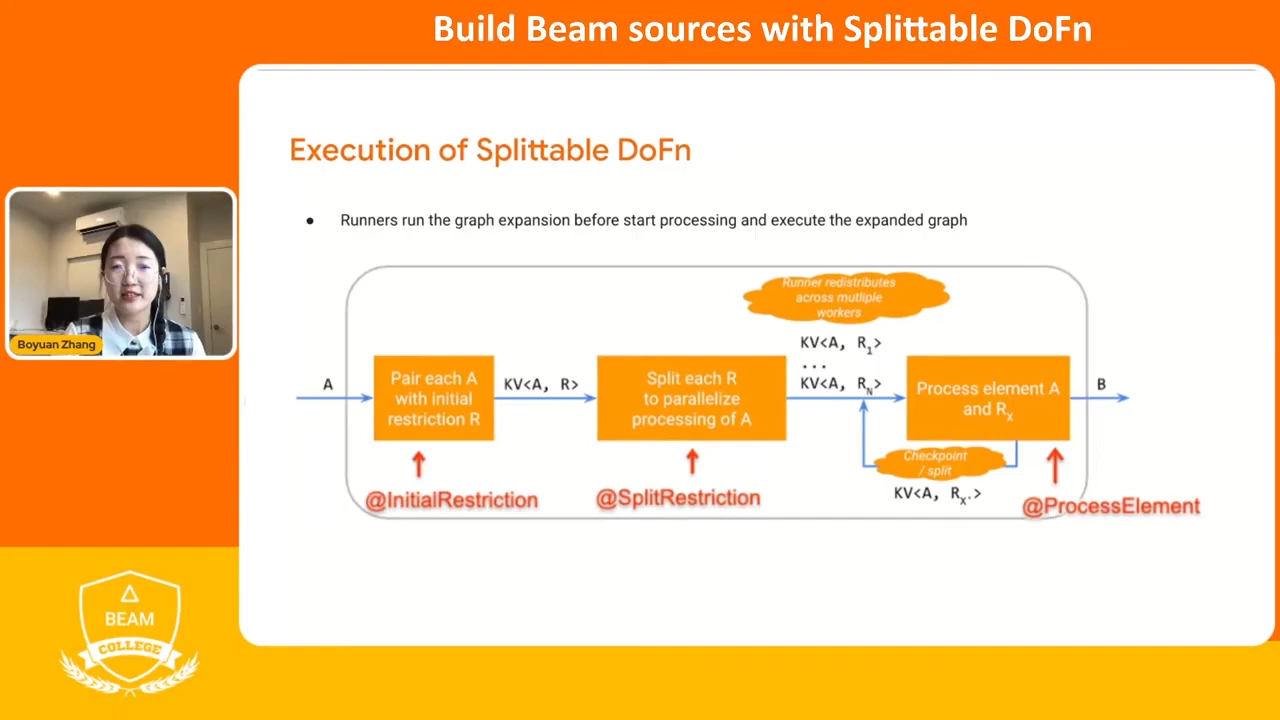 Build Beam sources with Splittable DoFn
Execution of Splittable DoFn
● Runners run the graph expansion before start processing and execute the expanded graph
Runner redistributes
across mutliple
workers
A
Pair each A
with initial
restriction R
KV<A, R>
Split each R
to parallelize
processing of A
KV<A, R1>
...
KV<A, RN>
Process element A
and RX
B
Checkpoint
/ split
KV<A, RX'>
@InitialRestriction
@SplitRestriction
@ProcessElement
Boyuan Zhang
BEAM
COLLEGE